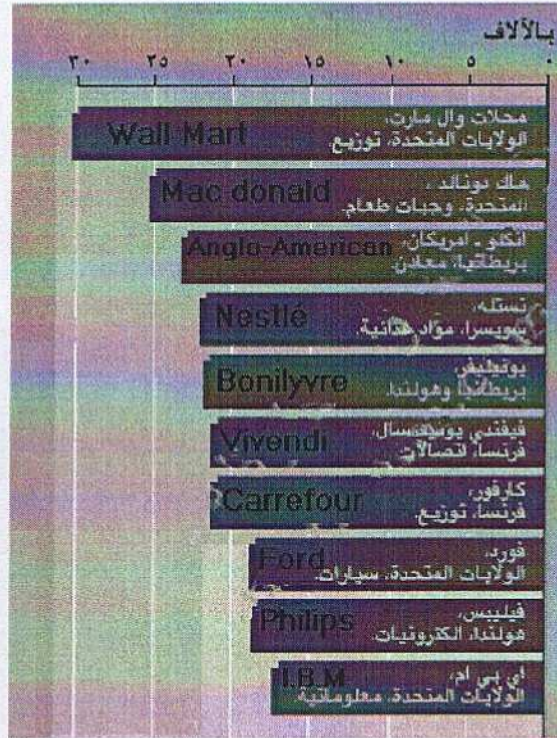 بالآلاف
٣٠ ٢٥ ٢٠ ١٥ ١٠ ٥ ٠
Wall Mart
محلات وال مارت،
الولايات المتحدة، توزيع.
Mac donald
ماك دونالد،
المتحدة، وجبات طعام.
Anglo-American
انكلو - امريكان،
بريطانيا، معادن.
Nestlé
نستله،
سويسرا، مواد غذائية.
Bonilyvre
يونيليفر،
بريطانيا وهولندا.
Vivendi
فيفندي يونيفرسال،
فرنسا، اتصالات.
Carrefour
كارفور،
فرنسا، توزيع.
Ford
فورد،
الولايات المتحدة، سيارات.
Philips
فيليبس،
هولندا، الكترونيات.
I.B.M
اي بي ام،
الولايات المتحدة، معلوماتية.